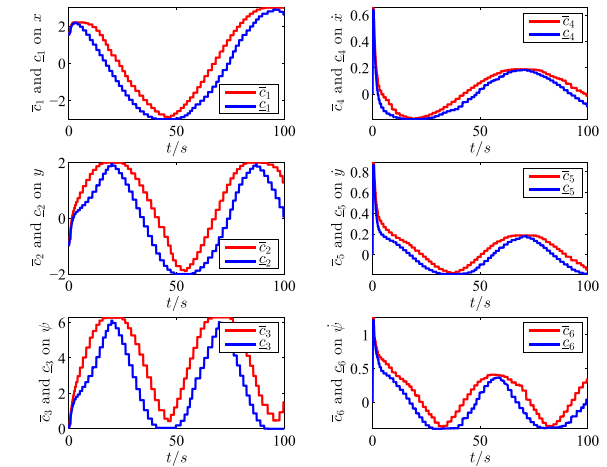 c̅₁ and c̲₁ on x
2
0
−2
0
50
100
t/s
c̅₁
c̲₁
c̅₄ and c̲₄ on ẋ
0.6
0.4
0.2
0
0
50
100
t/s
c̅₄
c̲₄
c̅₂ and c̲₂ on y
2
0
−2
0
50
100
t/s
c̅₂
c̲₂
c̅₅ and c̲₅ on ẏ
0.8
0.6
0.4
0.2
0
0
50
100
t/s
c̅₅
c̲₅
c̅₃ and c̲₃ on ψ
6
4
2
0
0
50
100
t/s
c̅₃
c̲₃
c̅₆ and c̲₆ on ψ̇
1
0.5
0
0
50
100
t/s
c̅₆
c̲₆